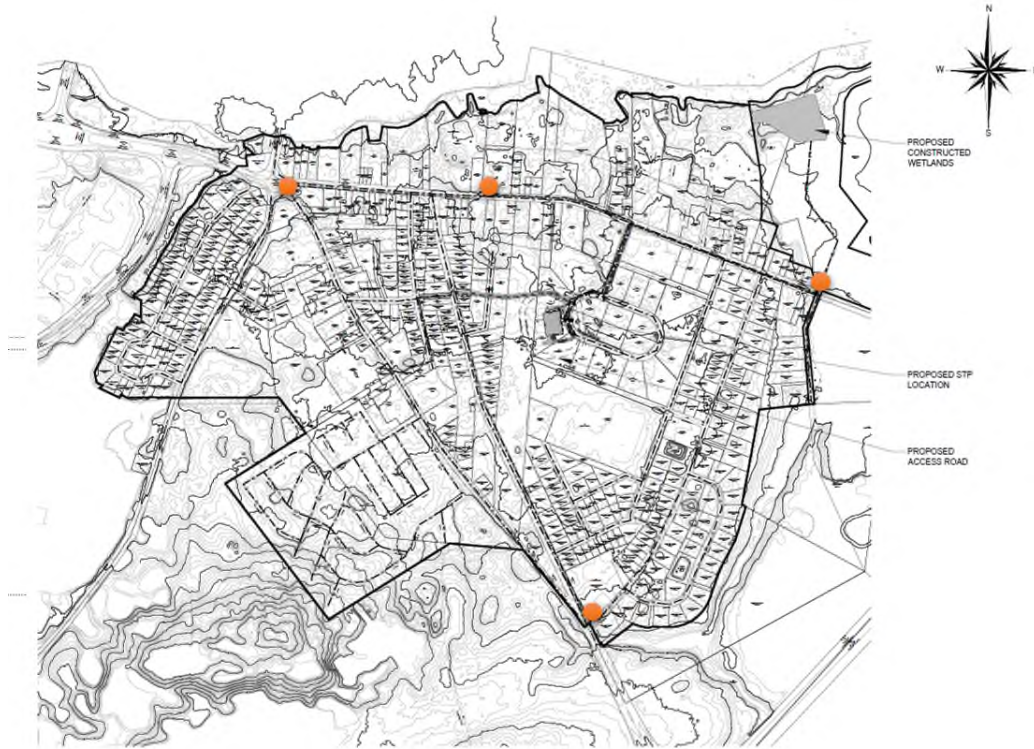 N
W
S
PROPOSED
CONSTRUCTED
WETLANDS
PROPOSED STP
LOCATION
PROPOSED
ACCESS ROAD